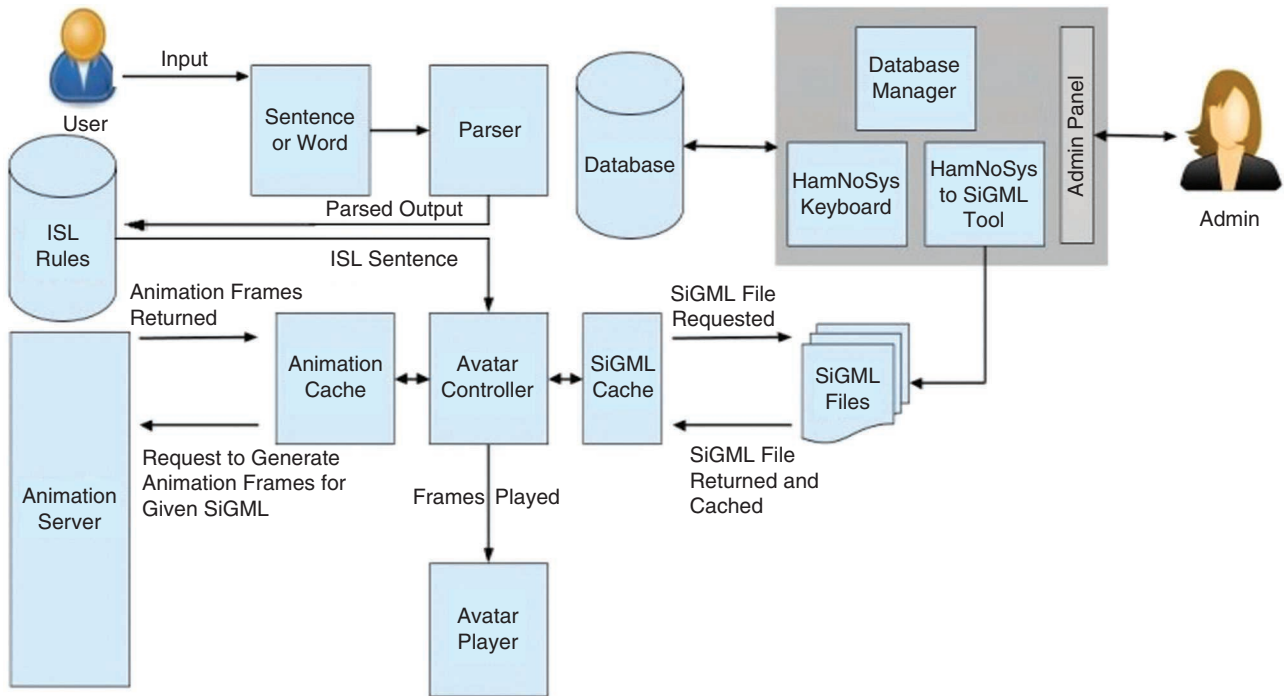 Input
User
Sentence
or Word
Parser
Database
Database
Manager
HamNoSys
Keyboard
HamNoSys
to SiGML
Tool
Admin Panel
Admin
Parsed Output
ISL
Rules
ISL Sentence
Animation Frames
Returned
SiGML File
Requested
Animation
Cache
Avatar
Controller
SiGML
Cache
SiGML
Files
Request to Generate
Animation Frames for
Given SiGML
SiGML File
Returned and
Cached
Animation
Server
Frames Played
Avatar
Player